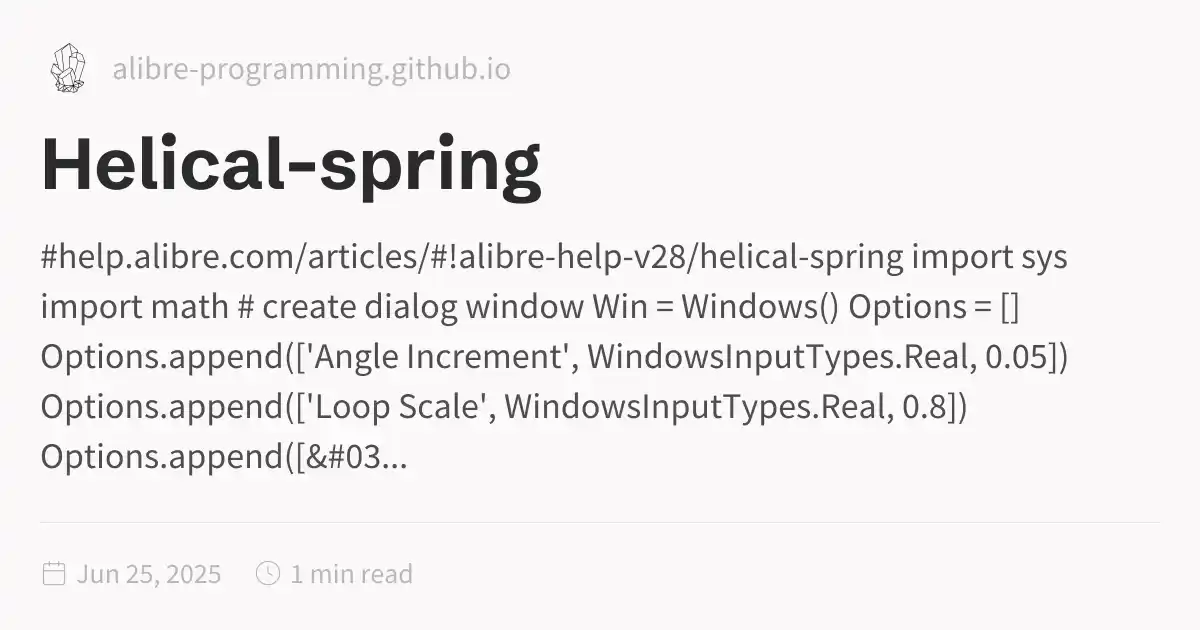 alibre-programming.github.io
Helical-spring
#help.alibre.com/articles/#!alibre-help-v28/helical-spring import sys
import math # create dialog window Win = Windows() Options = []
Options.append(['Angle Increment', WindowsInputTypes.Real, 0.05])
Options.append(['Loop Scale', WindowsInputTypes.Real, 0.8])
Options.append([&#03...
Jun 25, 2025 1 min read